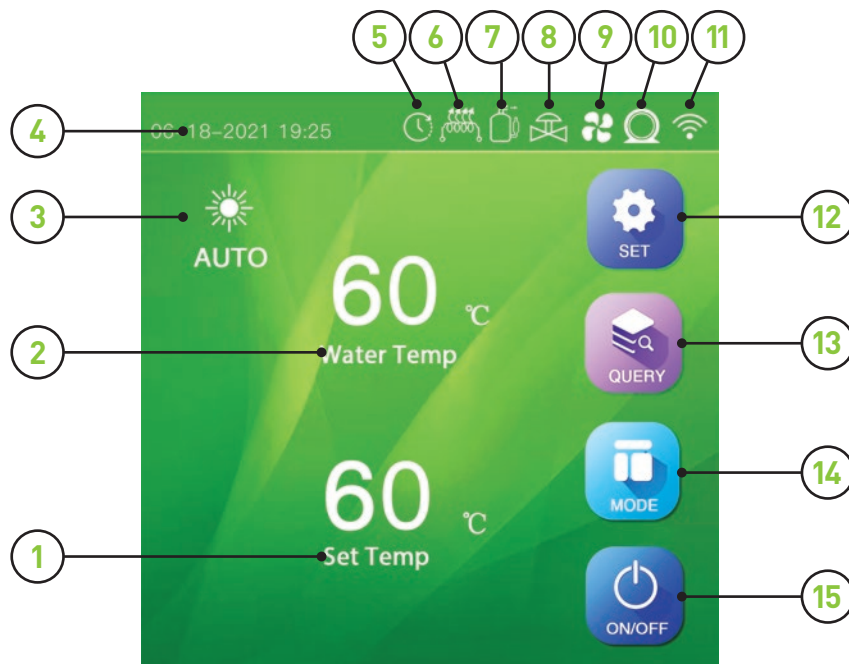 5 6 7 8 9 10 11
4
06-18-2021 19:25
3
AUTO
12
SET
60 ℃
2
Water Temp
13
QUERY
60 ℃
14
MODE
1
Set Temp
15
ON/OFF